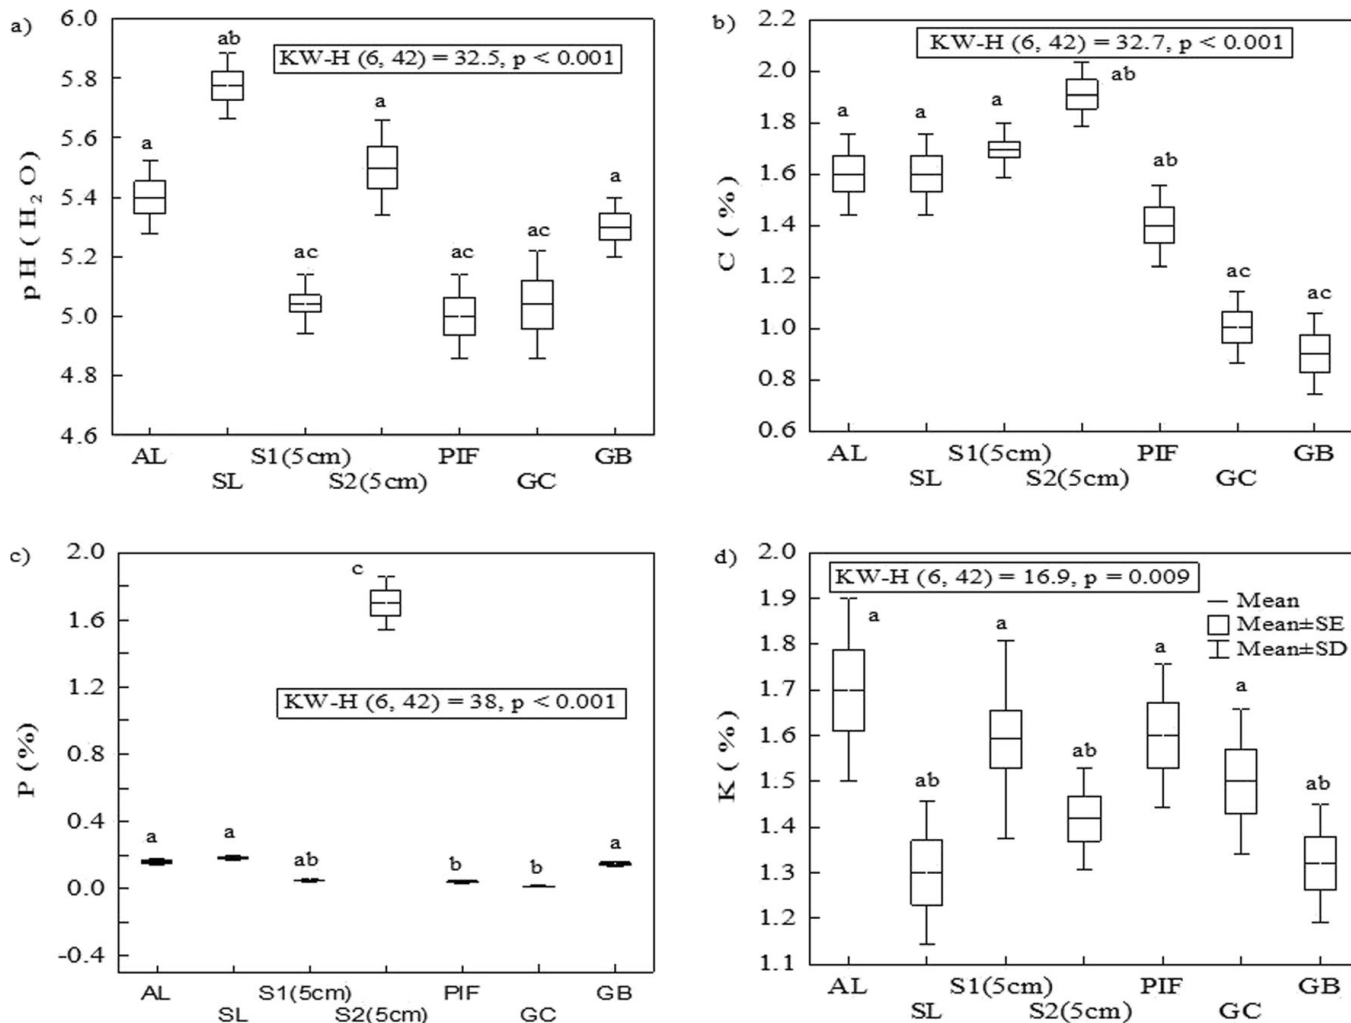 a)
6.0
5.8
5.6
5.4
5.2
5.0
4.8
4.6
pH ( H₂O)
KW-H (6, 42) = 32.5, p < 0.001
a
ab
ac
a
ac
ac
a
AL
SL
S1(5cm)
S2(5cm)
PIF
GC
GB
b)
2.2
2.0
1.8
1.6
1.4
1.2
1.0
0.8
0.6
C ( %)
KW-H (6, 42) = 32.7, p < 0.001
a
a
a
ab
ab
ac
ac
AL
SL
S1(5cm)
S2(5cm)
PIF
GC
GB
c)
2.0
1.6
1.2
0.8
0.4
0.0
-0.4
P (%)
KW-H (6, 42) = 38, p < 0.001
a
a
ab
c
b
b
a
AL
SL
S1(5cm)
S2(5cm)
PIF
GC
GB
d)
2.0
1.9
1.8
1.7
1.6
1.5
1.4
1.3
1.2
1.1
K (%)
KW-H (6, 42) = 16.9, p = 0.009
Mean
Mean±SE
Mean±SD
a
ab
a
ab
a
a
ab
AL
SL
S1(5cm)
S2(5cm)
PIF
GC
GB